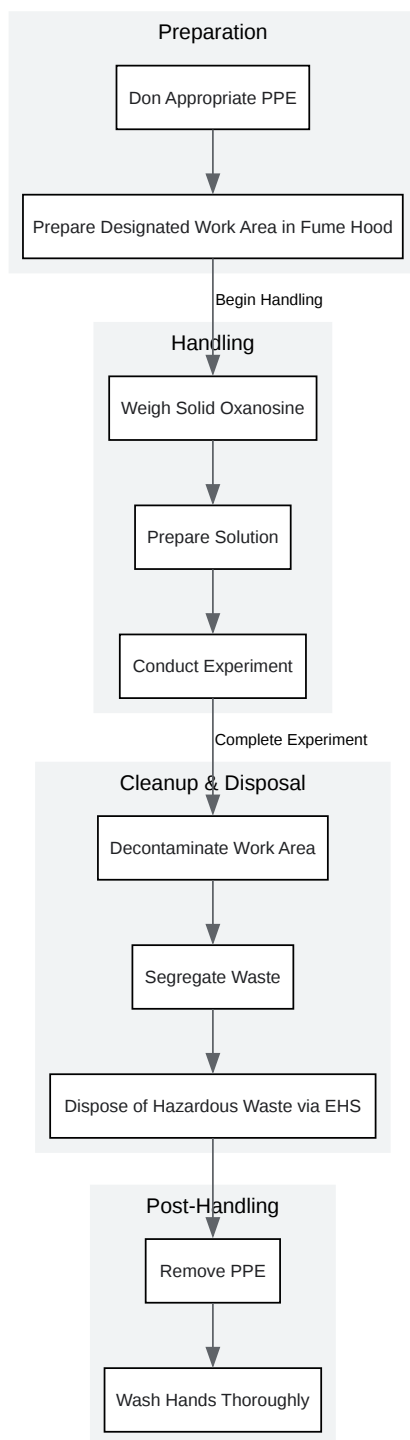 Preparation
Don Appropriate PPE
Prepare Designated Work Area in Fume Hood
Begin Handling
Handling
Weigh Solid Oxanosine
Prepare Solution
Conduct Experiment
Complete Experiment
Cleanup & Disposal
Decontaminate Work Area
Segregate Waste
Dispose of Hazardous Waste via EHS
Post-Handling
Remove PPE
Wash Hands Thoroughly